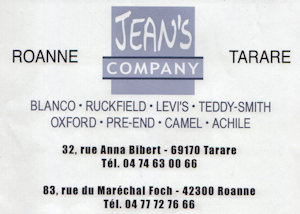 ROANNE
JEAN'S
COMPANY
TARARE
BLANCO • RUCKFIELD • LEVI'S • TEDDY-SMITH
OXFORD • PRE-END • CAMEL • ACHILE
32, rue Anna Bibert - 69170 Tarare
Tél. 04 74 63 00 66
83, rue du Maréchal Foch - 42300 Roanne
Tél. 04 77 72 76 66